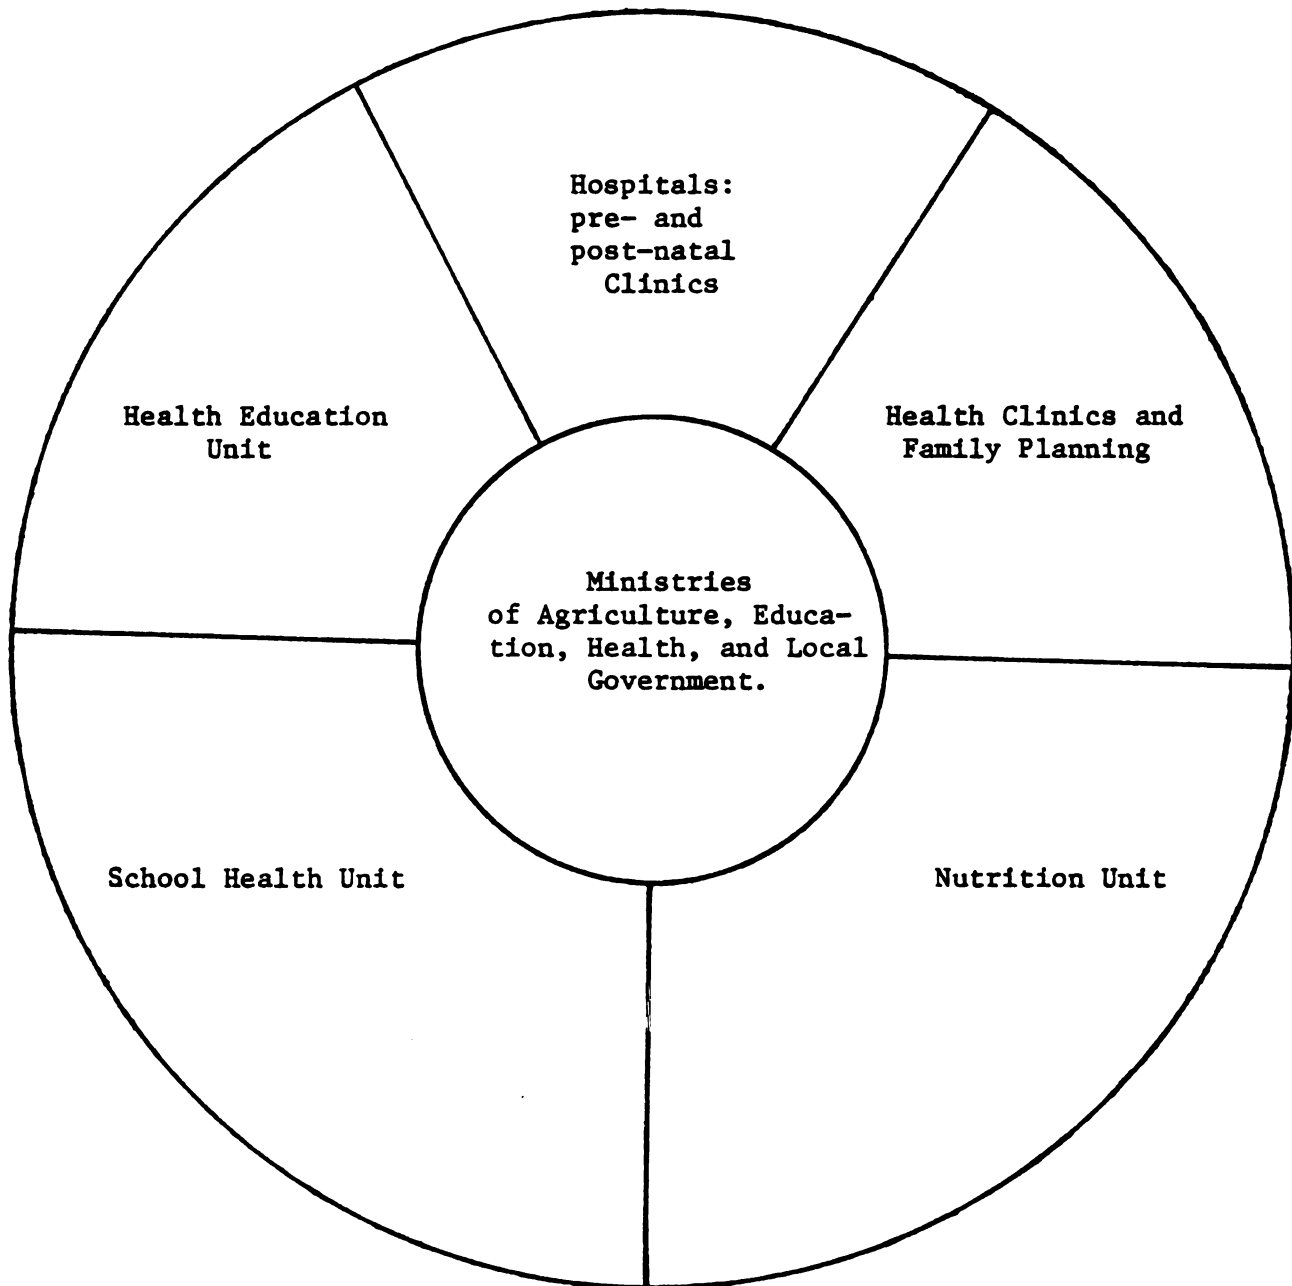 Hospitals:
pre- and
post-natal
Clinics
Health Education
Unit
Health Clinics and
Family Planning
Ministries
of Agriculture, Educa-
tion, Health, and Local
Government.
School Health Unit
Nutrition Unit